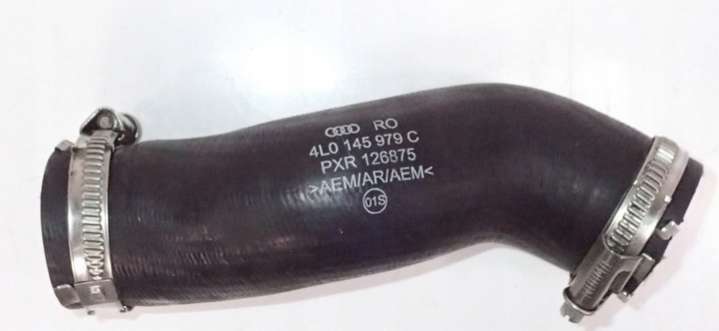 RO
4L0 145 979 C
PXR 126875
>AEM/AR/AEM<
01S